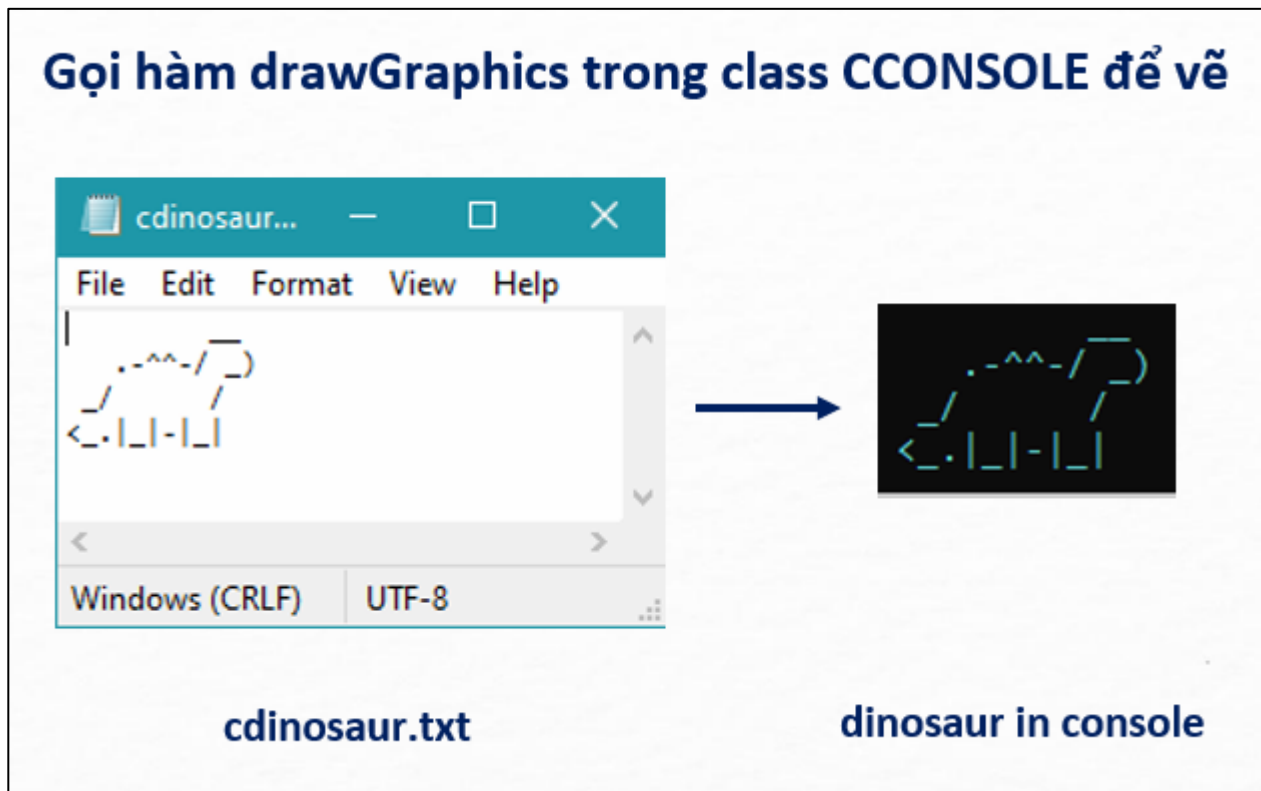 Gọi hàm drawGraphics trong class CCONSOLE để vẽ
cdinosaur...
File Edit Format View Help
               __
    .-^^-/ _)
 _/        /
<_.|_|-|_|
               __
    .-^^-/ _)
 _/        /
<_.|_|-|_|
Windows (CRLF) UTF-8
cdinosaur.txt
dinosaur in console